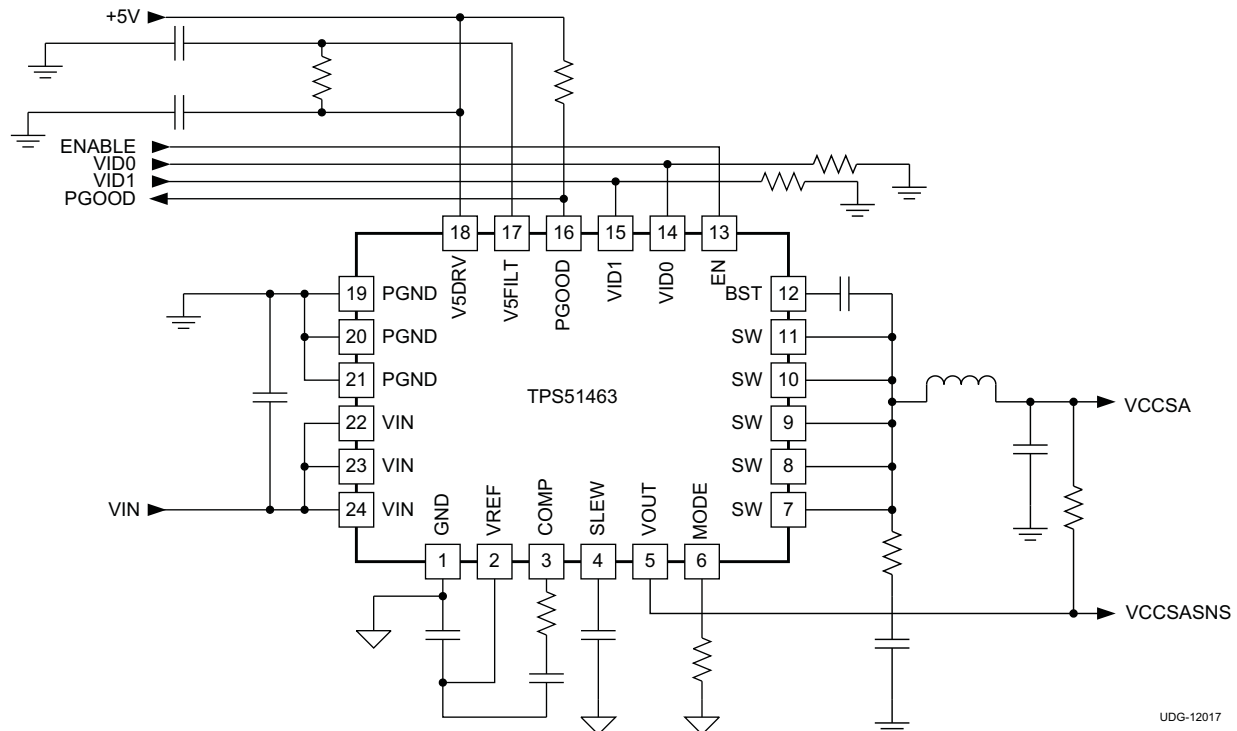 +5V
ENABLE
VID0
VID1
PGOOD
18 17 16 15 14 13
V5DRV
V5FILT
PGOOD
VID1
VID0
EN
19 PGND
20 PGND
21 PGND
22 VIN
23 VIN
24 VIN
VIN
TPS51463
BST 12
SW 11
SW 10
SW 9
SW 8
SW 7
GND
VREF
COMP
SLEW
VOUT
MODE
1 2 3 4 5 6
VCCSA
VCCSASNS
UDG-12017